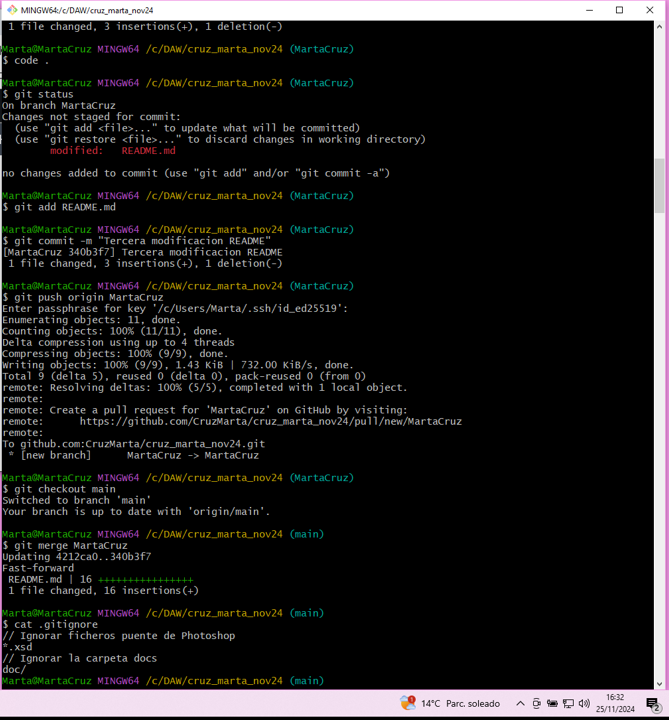 MINGW64:/c/DAW/cruz_marta_nov24
1 file changed, 3 insertions(+), 1 deletion(-)
Marta@MartaCruz MINGW64 /c/DAW/cruz_marta_nov24 (MartaCruz)
$ code .
Marta@MartaCruz MINGW64 /c/DAW/cruz_marta_nov24 (MartaCruz)
$ git status
On branch MartaCruz
Changes not staged for commit:
(use "git add <file>..." to update what will be committed)
(use "git restore <file>..." to discard changes in working directory)
modified: README.md
no changes added to commit (use "git add" and/or "git commit -a")
Marta@MartaCruz MINGW64 /c/DAW/cruz_marta_nov24 (MartaCruz)
$ git add README.md
Marta@MartaCruz MINGW64 /c/DAW/cruz_marta_nov24 (MartaCruz)
$ git commit -m "Tercera modificacion README"
[MartaCruz 340b3f7] Tercera modificacion README
1 file changed, 3 insertions(+), 1 deletion(-)
Marta@MartaCruz MINGW64 /c/DAW/cruz_marta_nov24 (MartaCruz)
$ git push origin MartaCruz
Enter passphrase for key '/c/Users/Marta/.ssh/id_ed25519':
Enumerating objects: 11, done.
Counting objects: 100% (11/11), done.
Delta compression using up to 4 threads
Compressing objects: 100% (9/9), done.
Writing objects: 100% (9/9), 1.43 KiB | 732.00 KiB/s, done.
Total 9 (delta 5), reused 0 (delta 0), pack-reused 0 (from 0)
remote: Resolving deltas: 100% (5/5), completed with 1 local object.
remote:
remote: Create a pull request for 'MartaCruz' on GitHub by visiting:
remote: https://github.com/CruzMarta/cruz_marta_nov24/pull/new/MartaCruz
remote:
To github.com:CruzMarta/cruz_marta_nov24.git
* [new branch] MartaCruz -> MartaCruz
Marta@MartaCruz MINGW64 /c/DAW/cruz_marta_nov24 (MartaCruz)
$ git checkout main
Switched to branch 'main'
Your branch is up to date with 'origin/main'.
Marta@MartaCruz MINGW64 /c/DAW/cruz_marta_nov24 (main)
$ git merge MartaCruz
Updating 4212ca0..340b3f7
Fast-forward
README.md | 16 ++++++++++++++++
1 file changed, 16 insertions(+)
Marta@MartaCruz MINGW64 /c/DAW/cruz_marta_nov24 (main)
$ cat .gitignore
// Ignorar ficheros puente de Photoshop
*.xsd
// Ignorar la carpeta docs
doc/
Marta@MartaCruz MINGW64 /c/DAW/cruz_marta_nov24 (main)
14°C Parc. soleado
16:32
25/11/2024
2